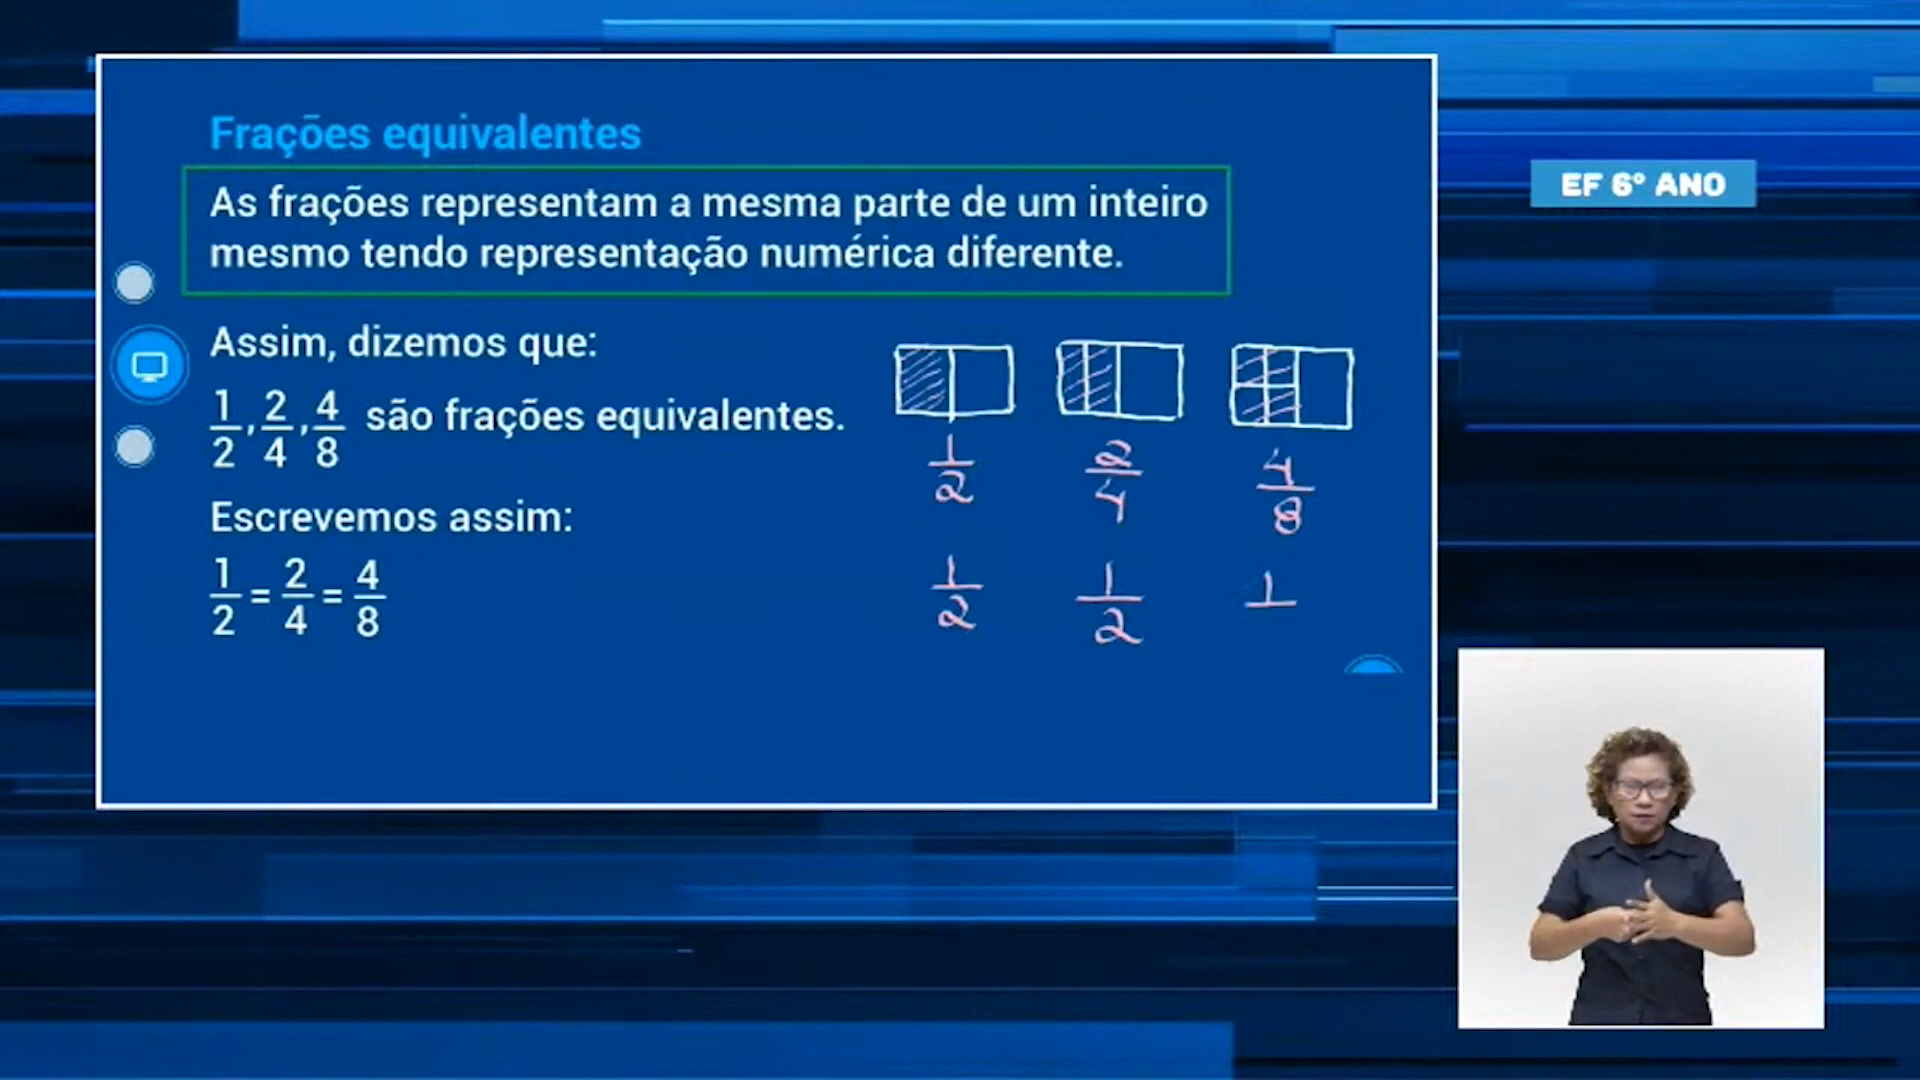 Frações equivalentes
As frações representam a mesma parte de um inteiro
mesmo tendo representação numérica diferente.
EF 6º ANO
Assim, dizemos que:
1/2, 2/4, 4/8 são frações equivalentes.
1/2 2/4 4/8
Escrevemos assim:
1/2 = 2/4 = 4/8
1/2 1/2 1